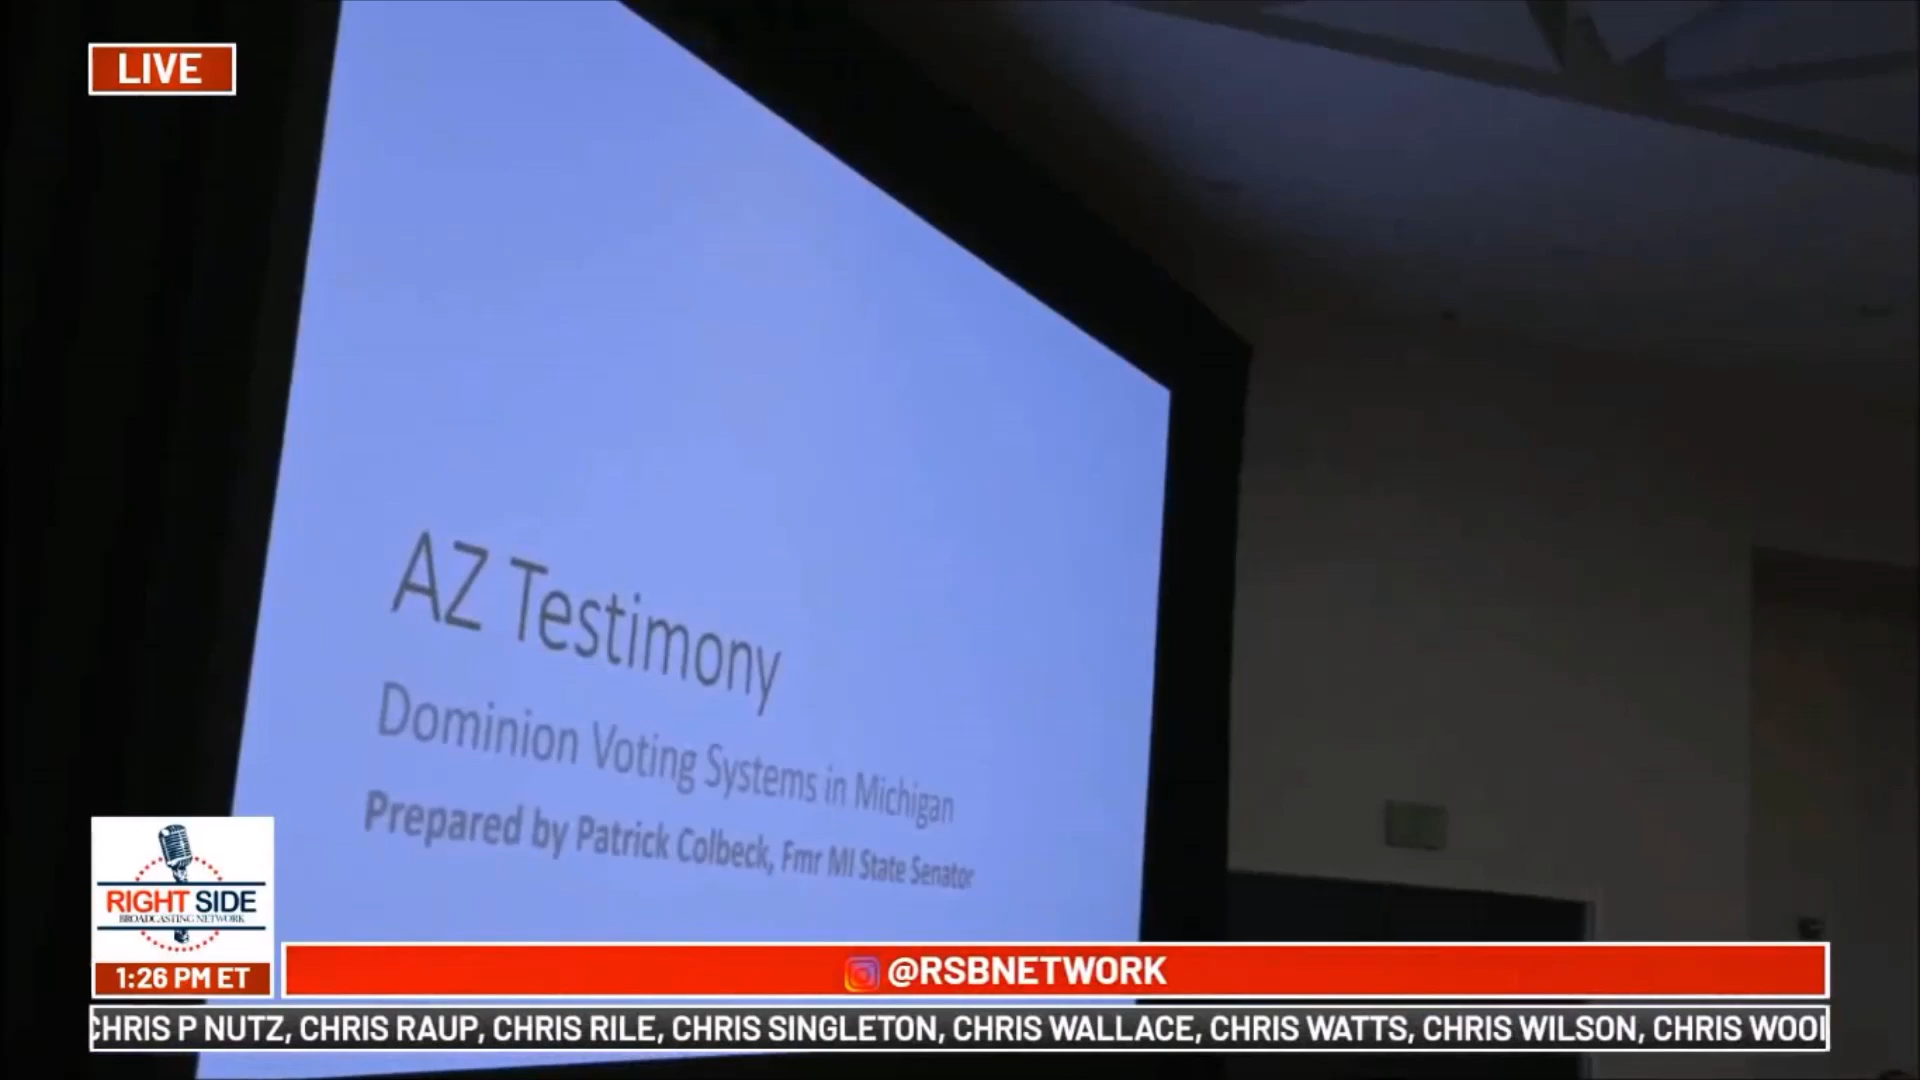 LIVE
AZ Testimony
Dominion Voting Systems in Michigan
Prepared by Patrick Colbeck, Fmr MI State Senator
RIGHT SIDE
BROADCASTING NETWORK
1:26 PM ET
@RSBNETWORK
CHRIS P NUTZ, CHRIS RAUP, CHRIS RILE, CHRIS SINGLETON, CHRIS WALLACE, CHRIS WATTS, CHRIS WILSON, CHRIS WOO